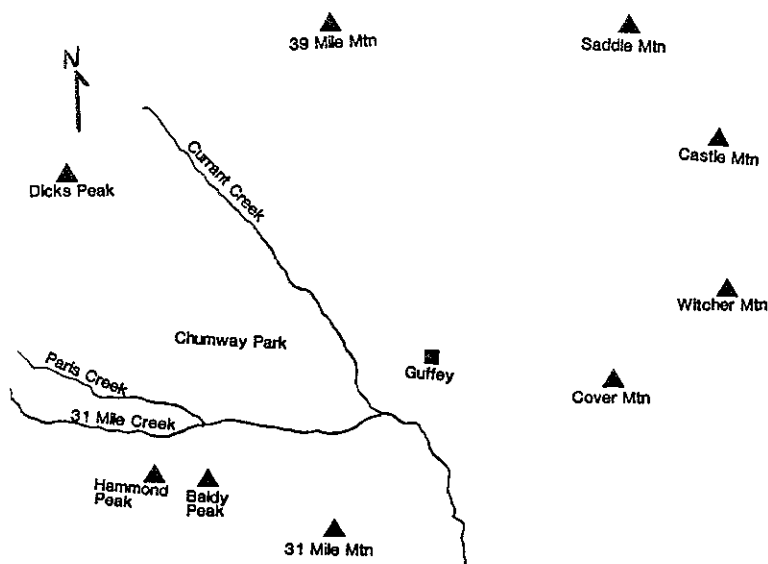 39 Mile Mtn
Saddle Mtn
N
Castle Mtn
Currant Creek
Dicks Peak
Witcher Mtn
Chumway Park
Guffey
Paris Creek
Cover Mtn
31 Mile Creek
Hammond
Peak
Baldy
Peak
31 Mile Mtn